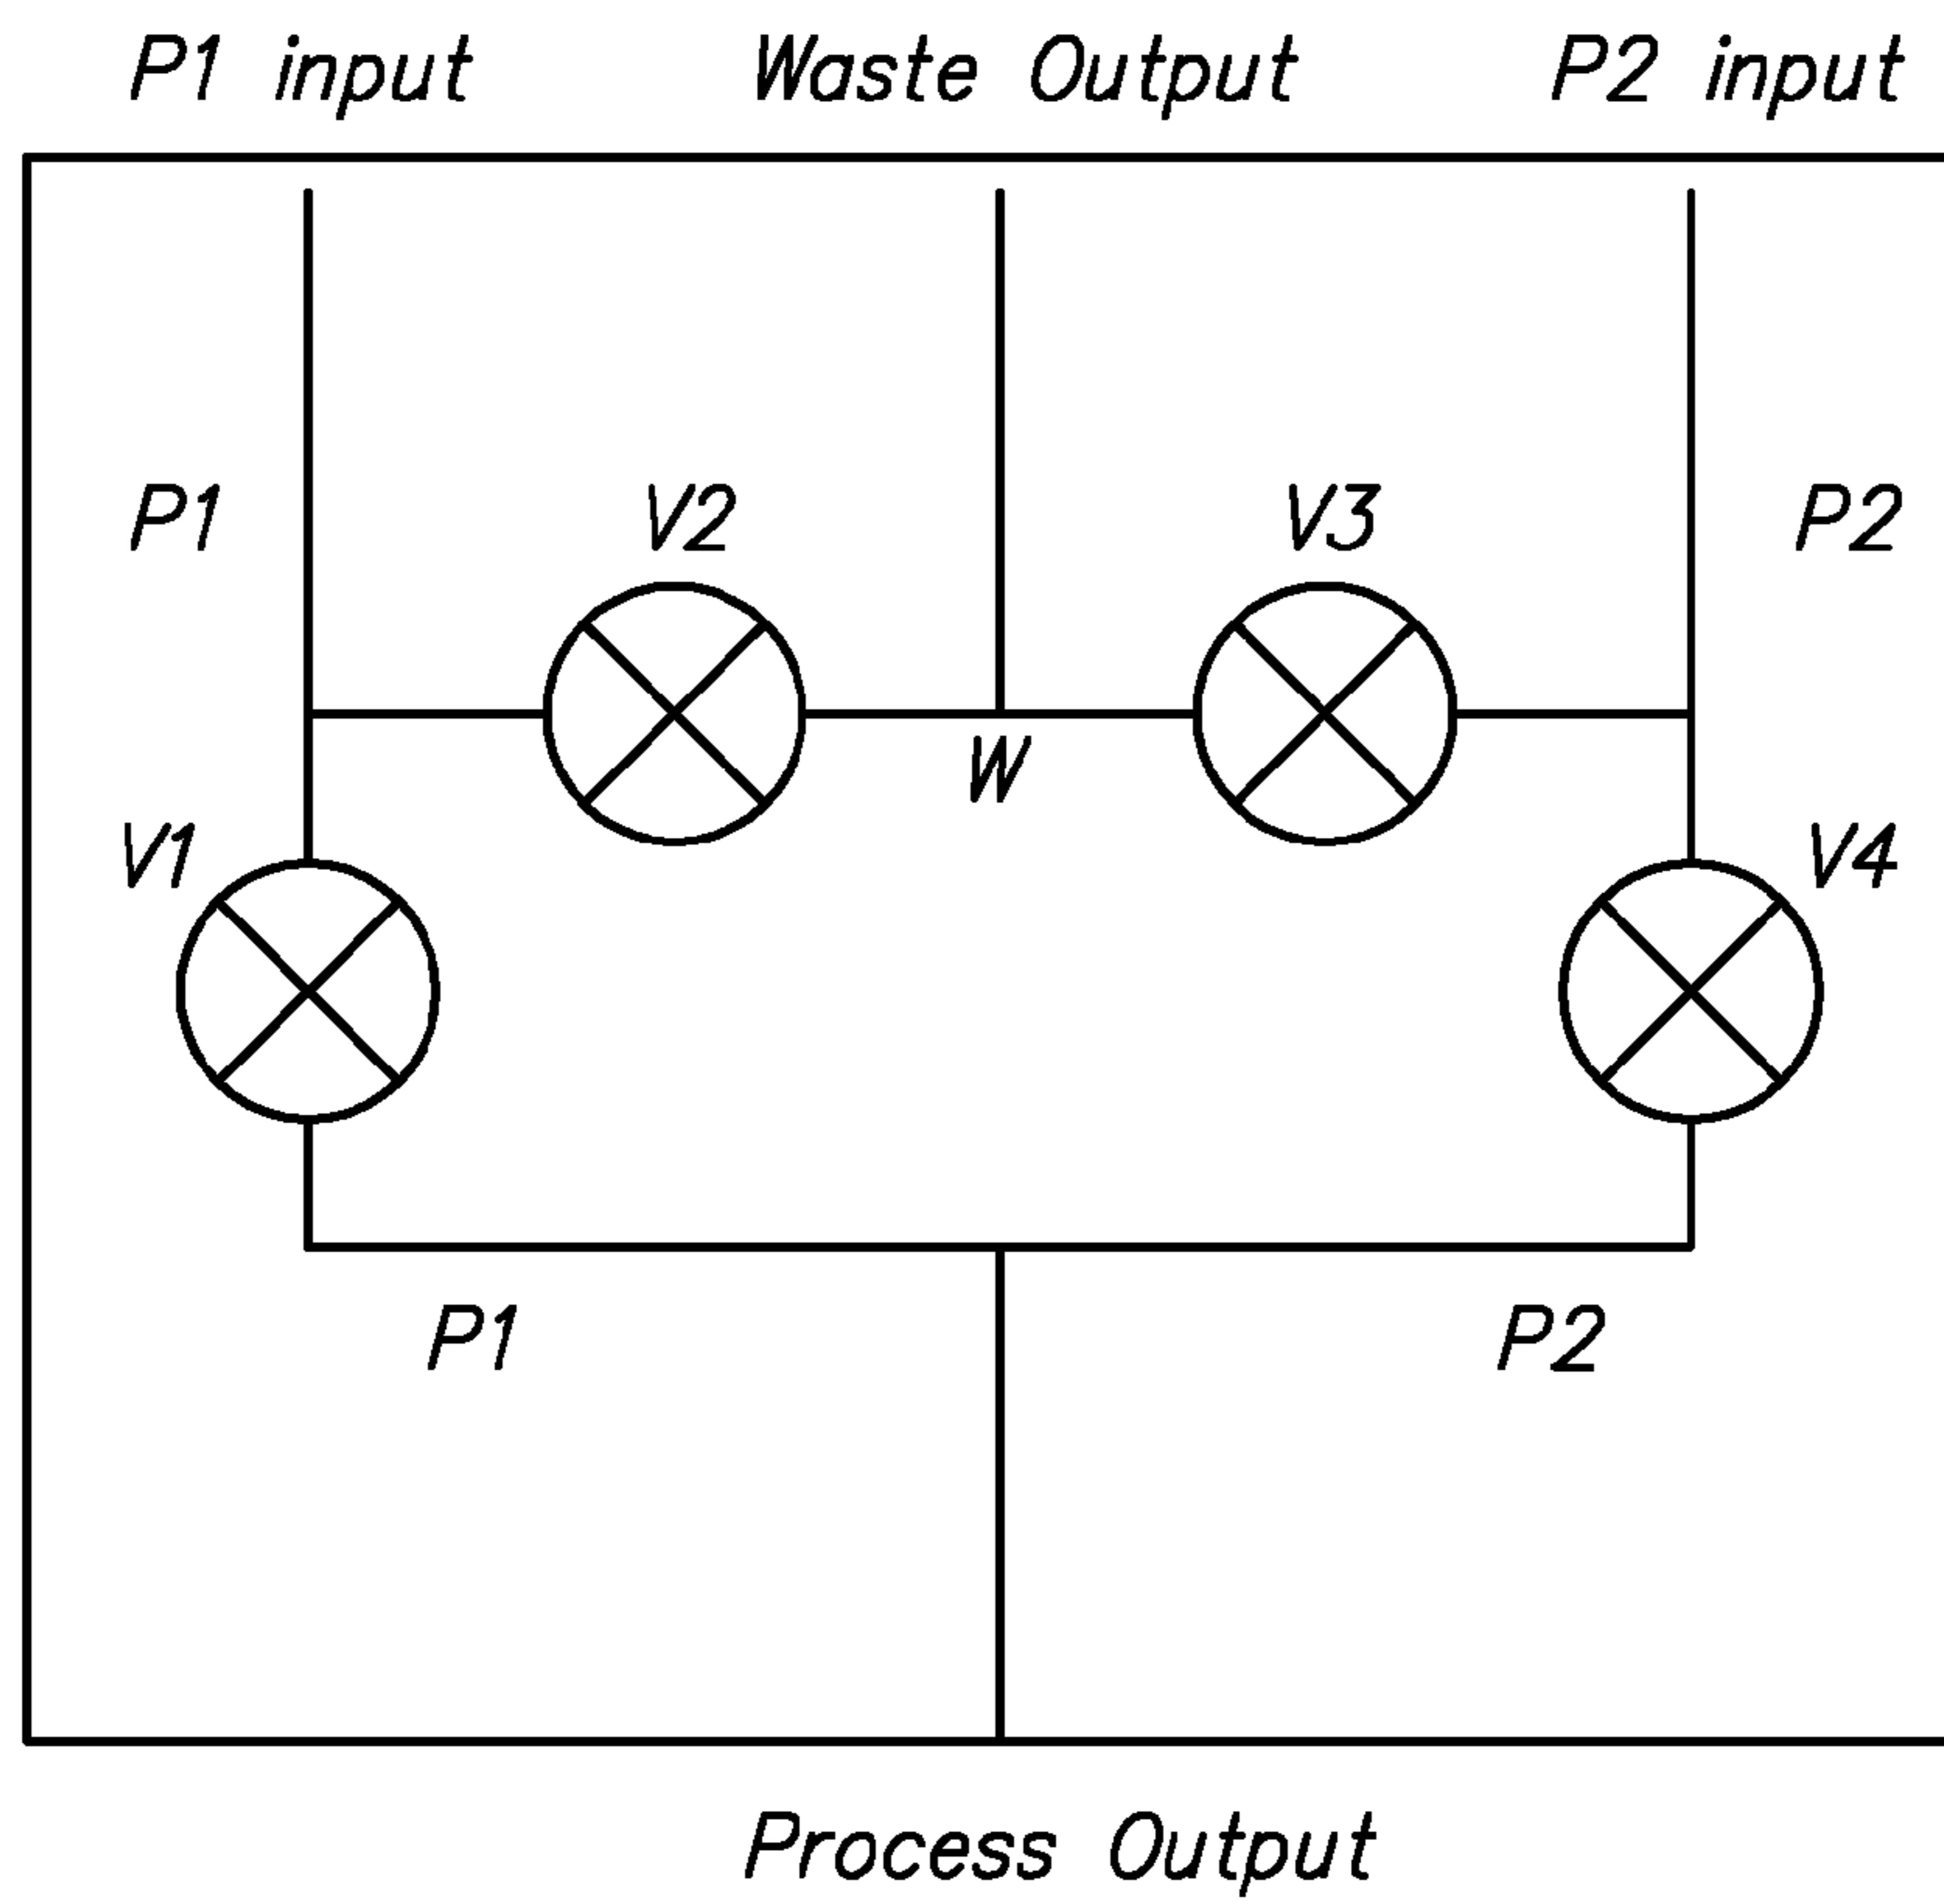 P1 input Waste Output P2 input
P1 V2 V3 P2
W
V1 V4
P1 P2
Process Output